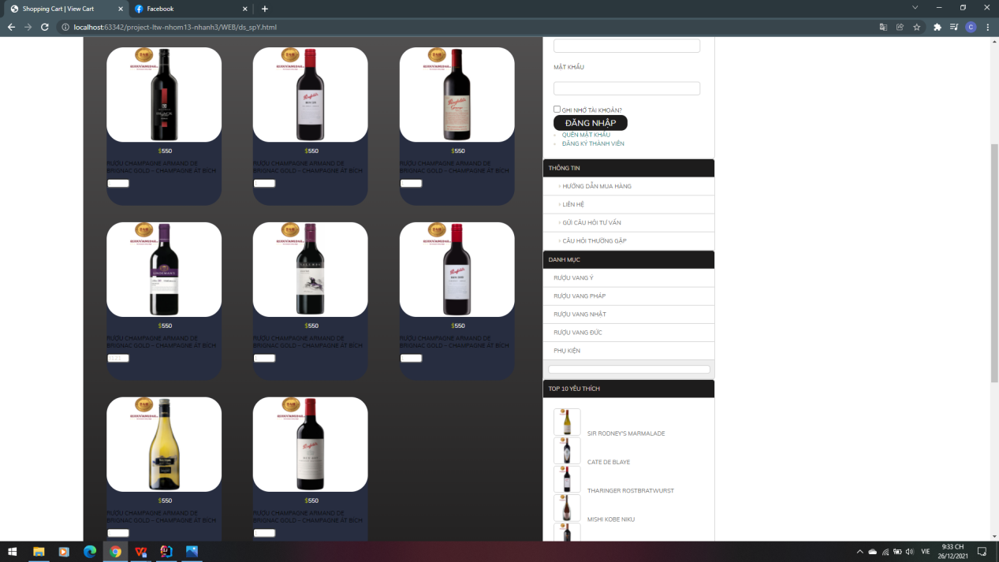 Shopping Cart | View Cart
Facebook
localhost:63342/project-ltw-nhom13-nhanh3/WEB/ds_spY.html
C
$550
RƯỢU CHAMPAGNE ARMAND DE
BRIGNAC GOLD – CHAMPAGNE ÁT BÍCH
$550
RƯỢU CHAMPAGNE ARMAND DE
BRIGNAC GOLD – CHAMPAGNE ÁT BÍCH
$550
RƯỢU CHAMPAGNE ARMAND DE
BRIGNAC GOLD – CHAMPAGNE ÁT BÍCH
$550
RƯỢU CHAMPAGNE ARMAND DE
BRIGNAC GOLD – CHAMPAGNE ÁT BÍCH
$550
RƯỢU CHAMPAGNE ARMAND DE
BRIGNAC GOLD – CHAMPAGNE ÁT BÍCH
$550
RƯỢU CHAMPAGNE ARMAND DE
BRIGNAC GOLD – CHAMPAGNE ÁT BÍCH
$550
RƯỢU CHAMPAGNE ARMAND DE
BRIGNAC GOLD – CHAMPAGNE ÁT BÍCH
$550
RƯỢU CHAMPAGNE ARMAND DE
BRIGNAC GOLD – CHAMPAGNE ÁT BÍCH
MẬT KHẨU
GHI NHỚ TÀI KHOẢN?
ĐĂNG NHẬP
QUÊN MẬT KHẨU
ĐĂNG KÝ THÀNH VIÊN
THÔNG TIN
HƯỚNG DẪN MUA HÀNG
LIÊN HỆ
GỬI CÂU HỎI TƯ VẤN
CÂU HỎI THƯỜNG GẶP
DANH MỤC
RƯỢU VANG Ý
RƯỢU VANG PHÁP
RƯỢU VANG NHẬT
RƯỢU VANG ĐỨC
PHỤ KIỆN
TOP 10 YÊU THÍCH
SIR RODNEY'S MARMALADE
CATE DE BLAYE
THARINGER ROSTBRATWURST
MISHI KOBE NIKU
VIE
9:33 CH
26/12/2021